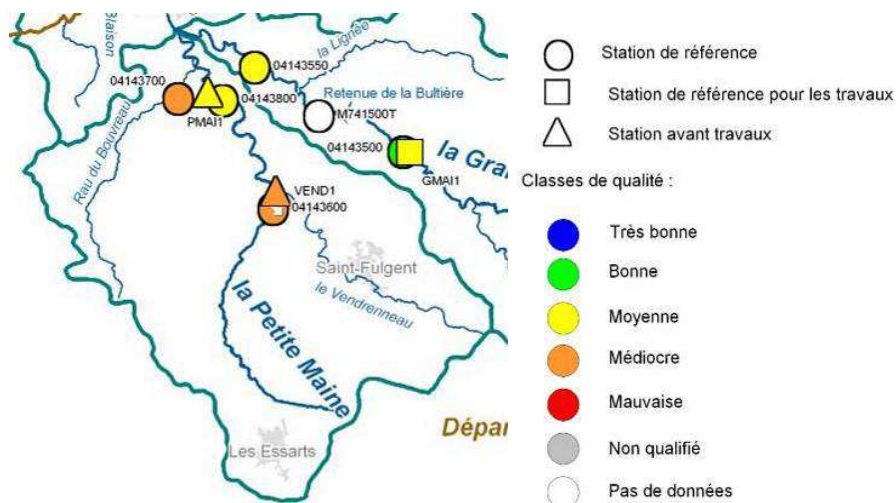 Blaison
la Lignée
04143550
04143700
Retenue de la Bultière
04143800
M741500T
PMAI1
04143500
la Gra
GMAI1
Rau du Bouvreau
VEND1
04143600
Saint-Fulgent
le Vendrenneau
la Petite Maine
Dépar
Les Essarts
Station de référence
Station de référence pour les travaux
Station avant travaux
Classes de qualité :
Très bonne
Bonne
Moyenne
Médiocre
Mauvaise
Non qualifié
Pas de données